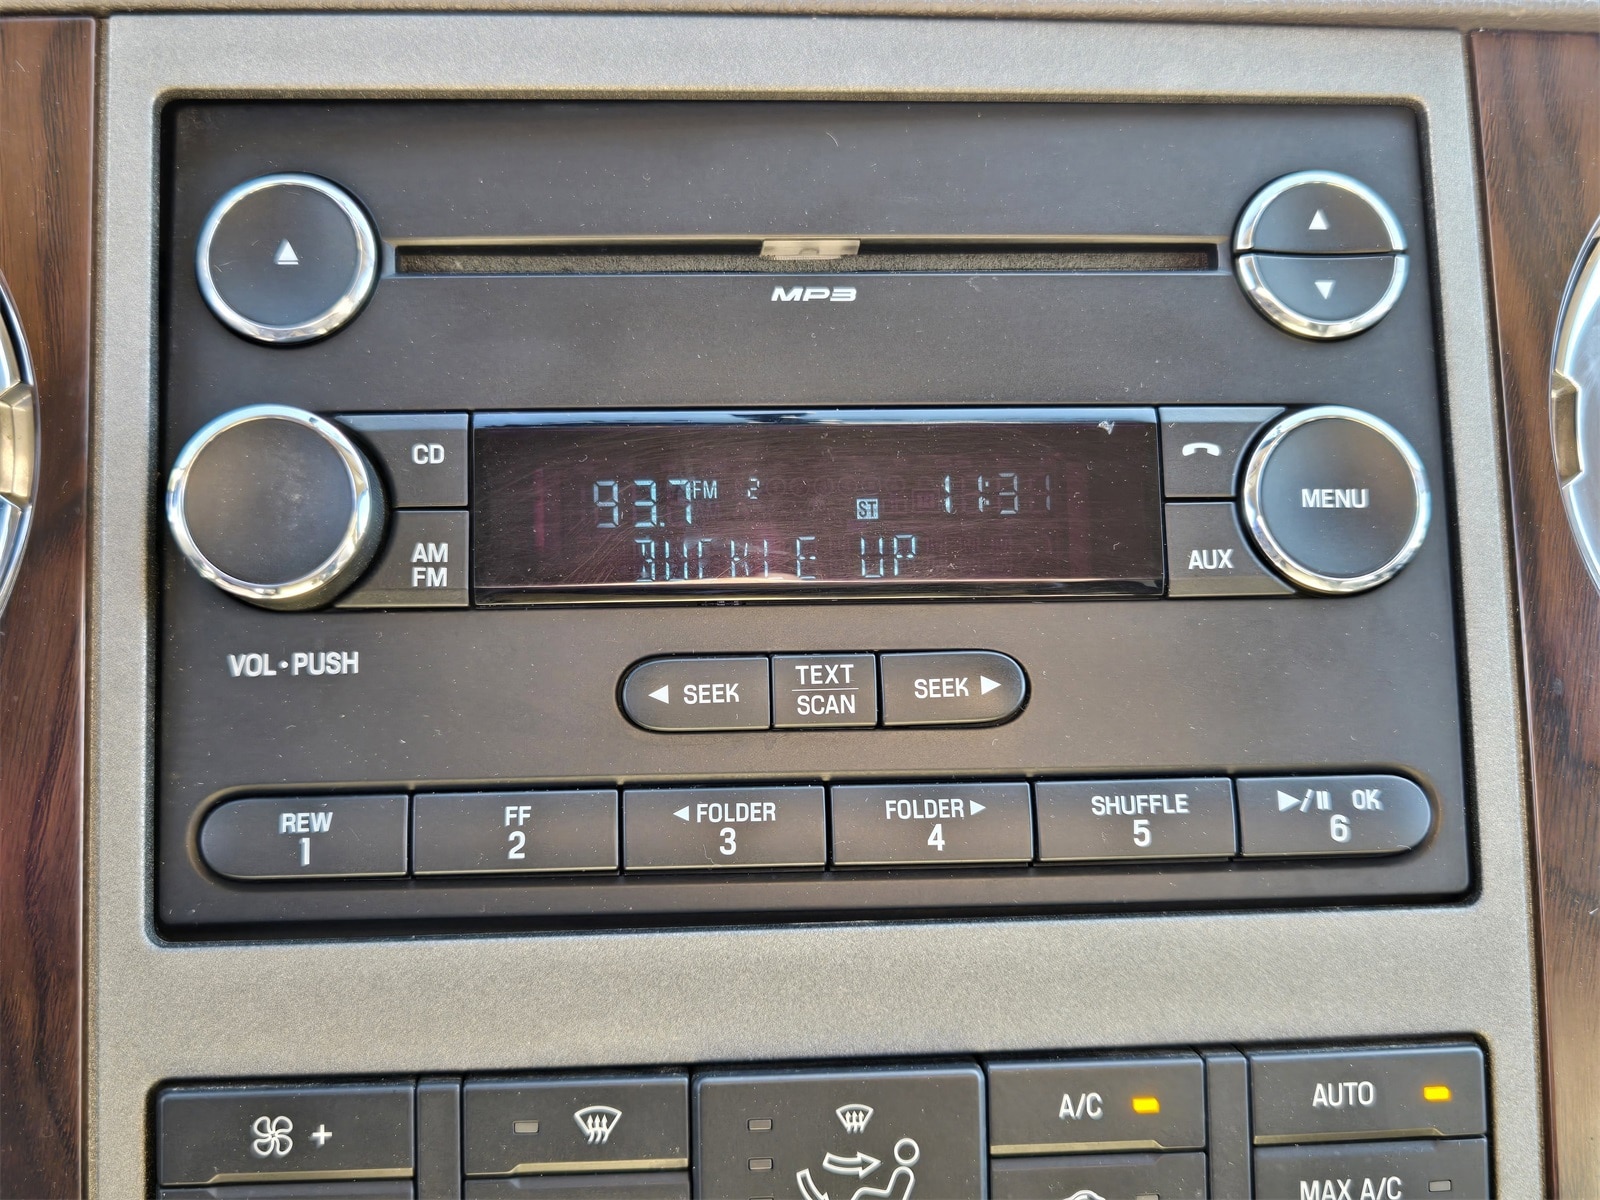 MP3
CD
AM
FM
93.7 FM 2 ST 11:31
BUCKLE UP
MENU
AUX
VOL•PUSH
◀ SEEK
TEXT
SCAN
SEEK ▶
REW
1
FF
2
◀ FOLDER
3
FOLDER ▶
4
SHUFFLE
5
▶/II OK
6
+
A/C
AUTO
MAX A/C